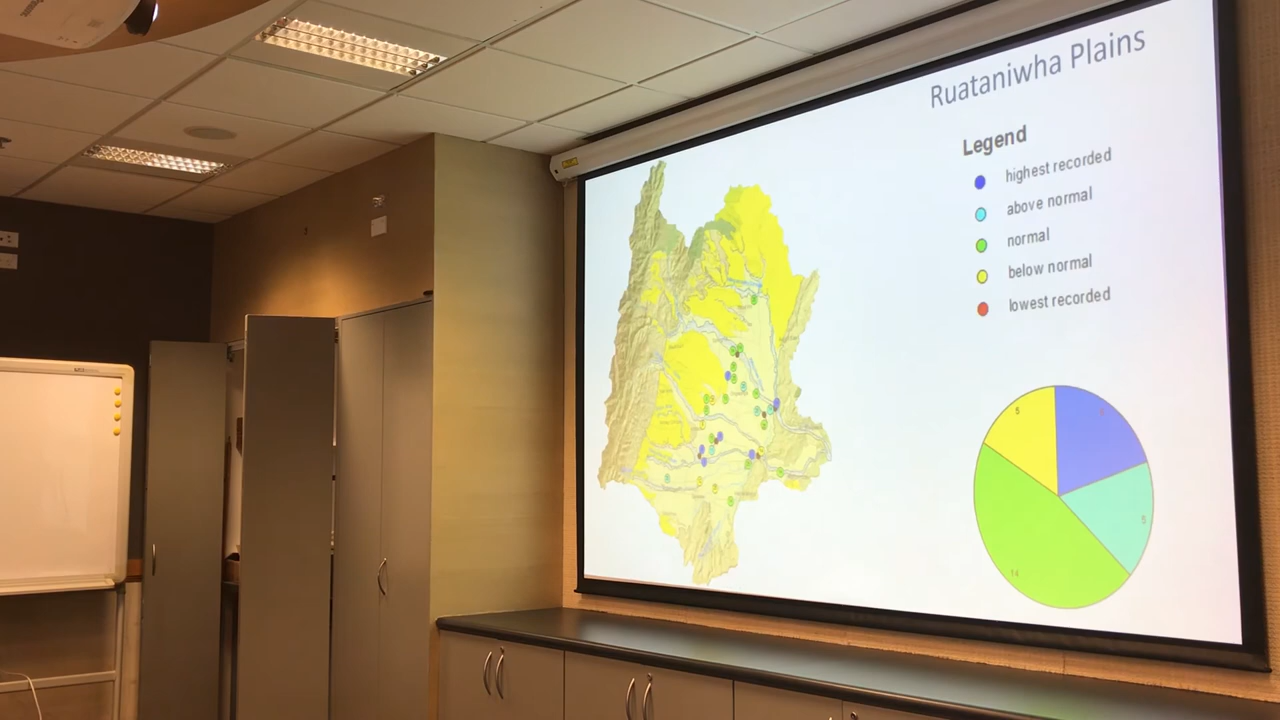 Ruataniwha Plains
Legend
highest recorded
above normal
normal
below normal
lowest recorded
5
5
14